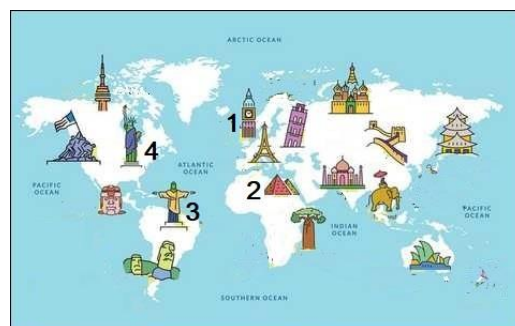 ARCTIC OCEAN
1
4
ATLANTIC
OCEAN
2
PACIFIC
OCEAN
3
PACIFIC
OCEAN
INDIAN
OCEAN
SOUTHERN OCEAN